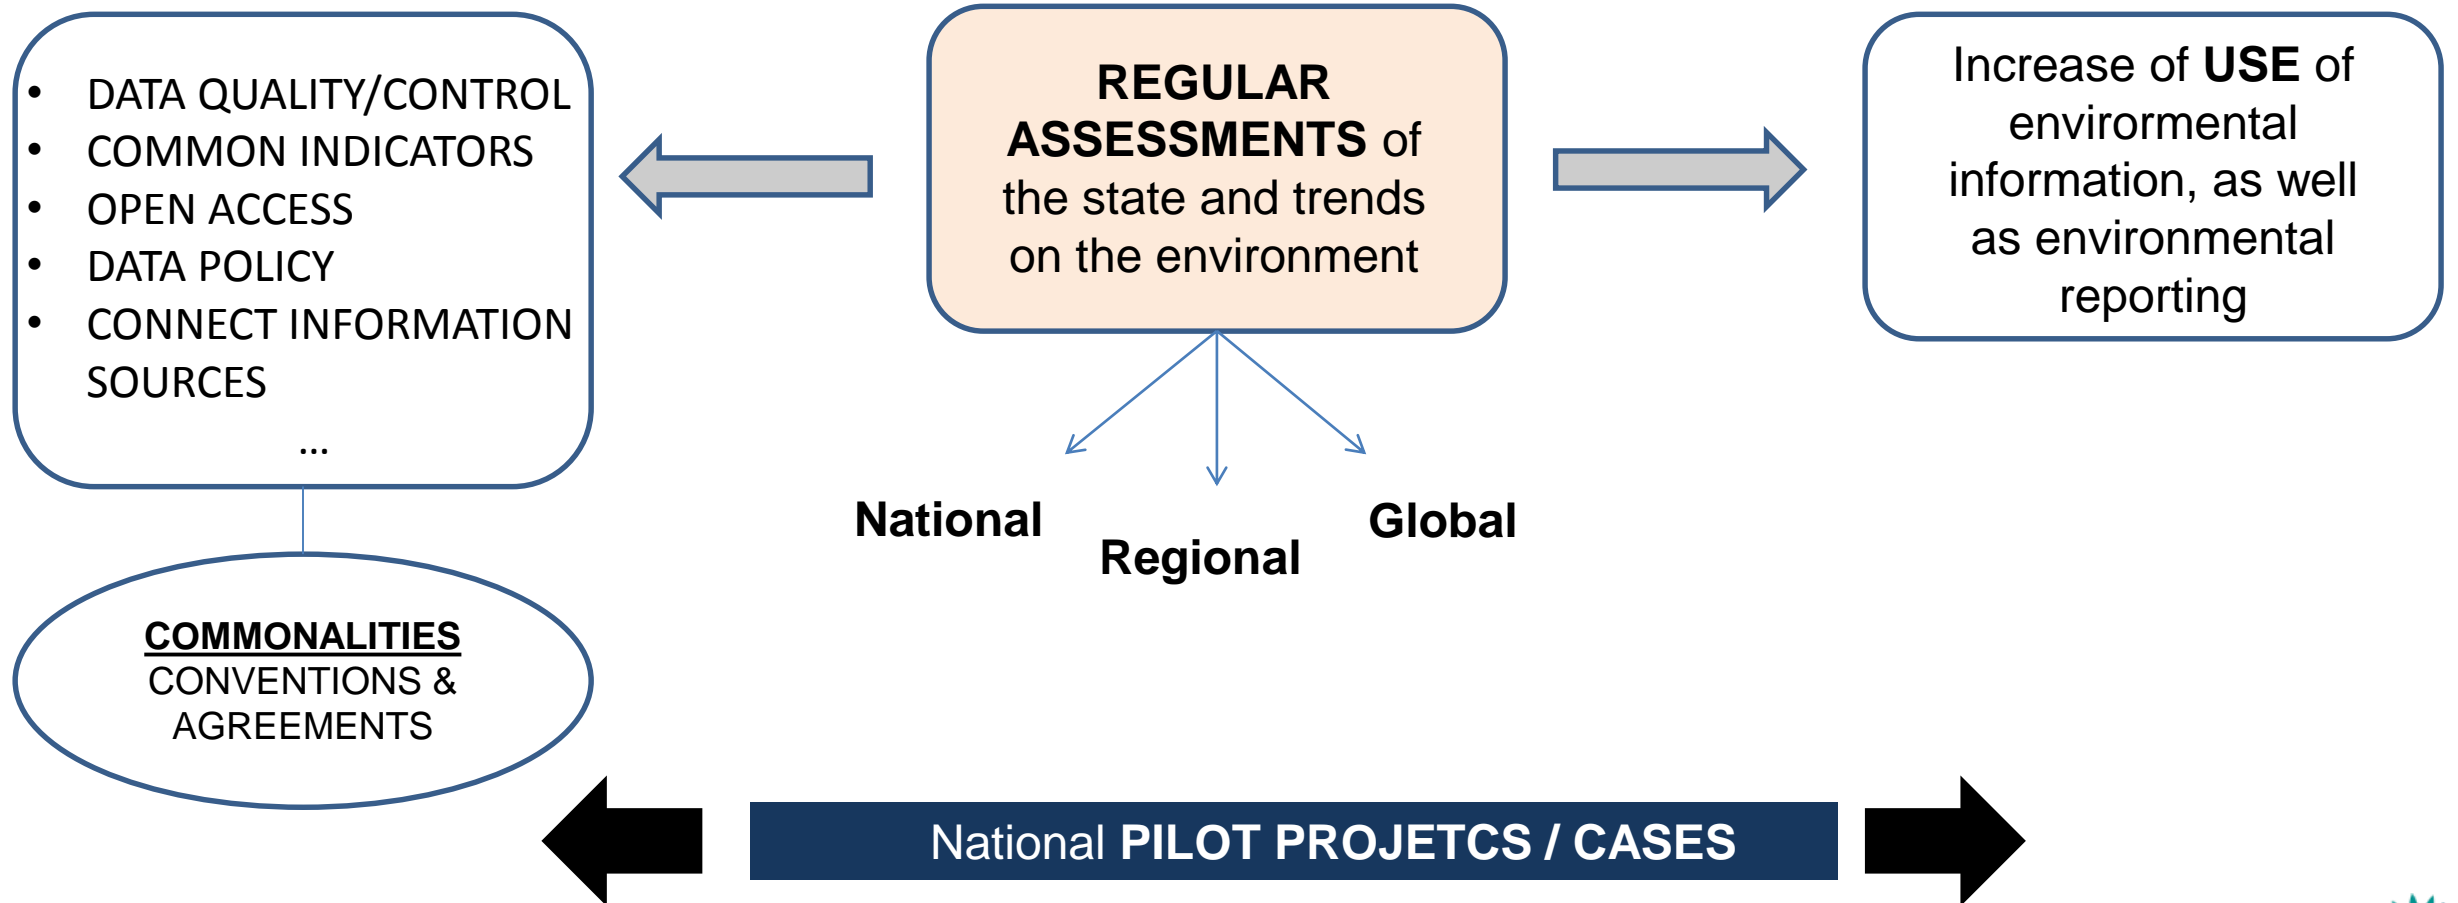 • DATA QUALITY/CONTROL
• COMMON INDICATORS
• OPEN ACCESS
• DATA POLICY
• CONNECT INFORMATION
SOURCES
...
COMMONALITIES
CONVENTIONS &
AGREEMENTS
REGULAR
ASSESSMENTS of
the state and trends
on the environment
National
Regional
Global
Increase of USE of
envirormental
information, as well
as environmental
reporting
National PILOT PROJETCS / CASES